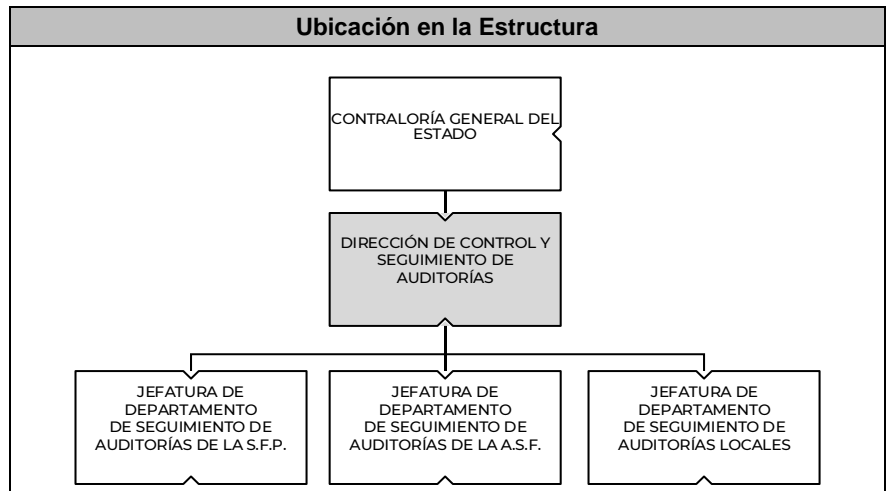 Ubicación en la Estructura
CONTRALORÍA GENERAL DEL
ESTADO
DIRECCIÓN DE CONTROL Y
SEGUIMIENTO DE
AUDITORÍAS
JEFATURA DE
DEPARTAMENTO
DE SEGUIMIENTO DE
AUDITORÍAS DE LA S.F.P.
JEFATURA DE
DEPARTAMENTO
DE SEGUIMIENTO DE
AUDITORÍAS DE LA A.S.F.
JEFATURA DE
DEPARTAMENTO
DE SEGUIMIENTO DE
AUDITORÍAS LOCALES